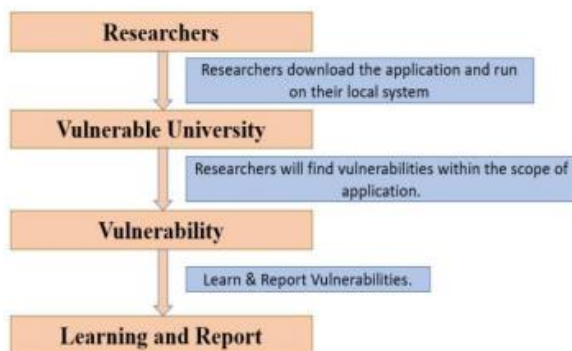 Researchers
Researchers download the application and run
on their local system
Vulnerable University
Researchers will find vulnerabilities within the scope of
application.
Vulnerability
Learn & Report Vulnerabilities.
Learning and Report